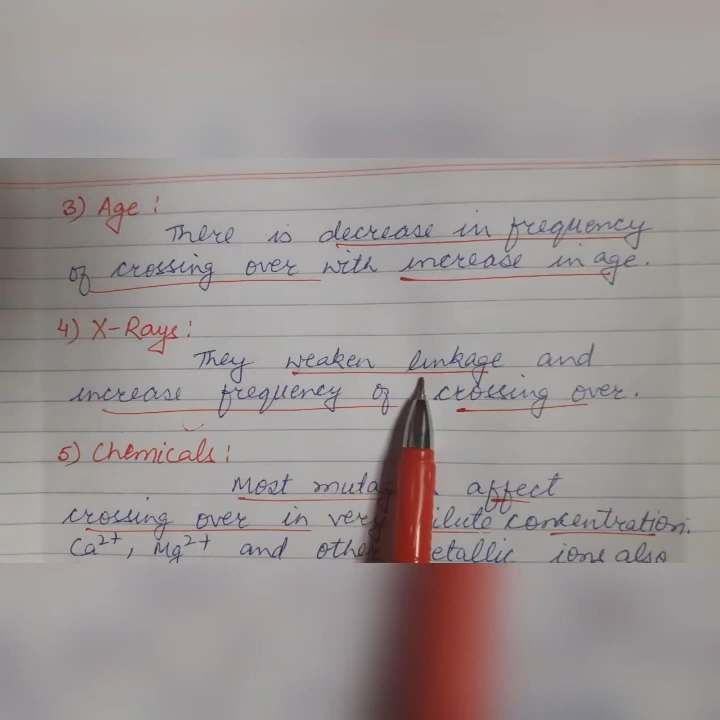 3) Age :
There is decrease in frequency
of crossing over with increase in age.
4) X-Rays :
They weaken linkage and
increase frequency of crossing over.
5) Chemicals :
Most affect
crossing over in very concentration.
Ca²⁺, Mg²⁺ and ions also